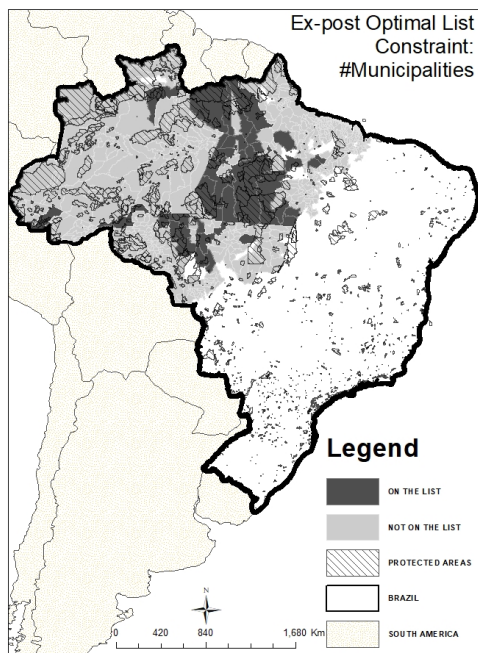 Ex-post Optimal List
Constraint:
#Municipalities
Legend
ON THE LIST
NOT ON THE LIST
PROTECTED AREAS
BRAZIL
SOUTH AMERICA
N
0 420 840 1,680 Km